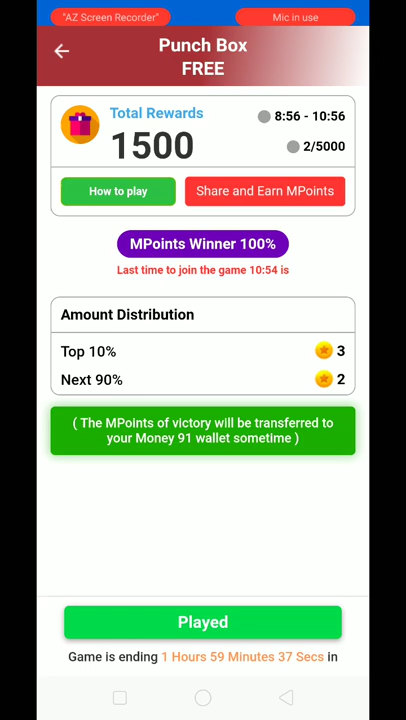 "AZ Screen Recorder"
Mic in use
Punch Box
FREE
Total Rewards
1500
8:56 - 10:56
2/5000
How to play
Share and Earn MPoints
MPoints Winner 100%
Last time to join the game 10:54 is
Amount Distribution
Top 10%
3
Next 90%
2
( The MPoints of victory will be transferred to
your Money 91 wallet sometime )
Played
Game is ending 1 Hours 59 Minutes 37 Secs in